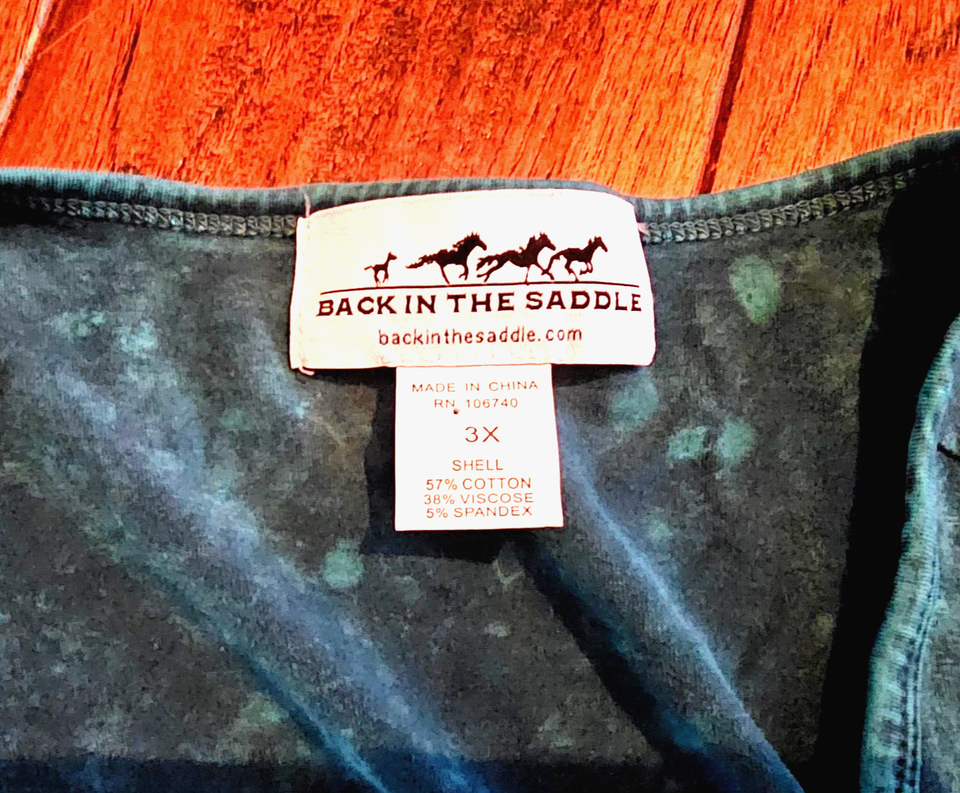 BACK IN THE SADDLE
backinthesaddle.com
MADE IN CHINA
RN 106740
3X
SHELL
57% COTTON
38% VISCOSE
5% SPANDEX